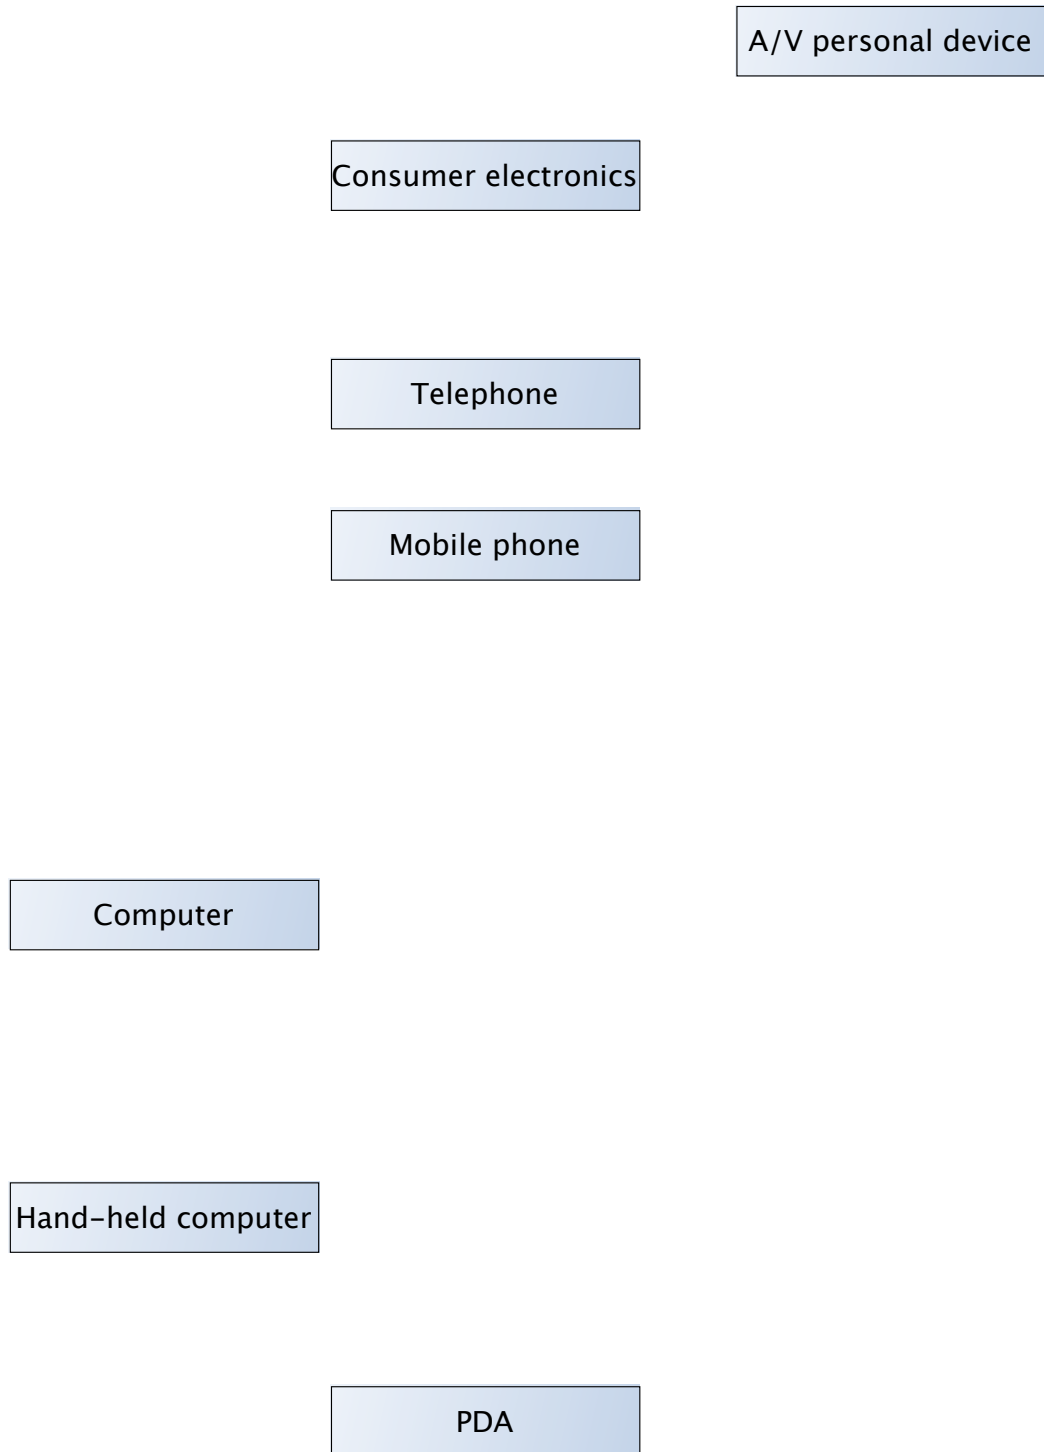 A/V personal device
Consumer electronics
Telephone
Mobile phone
Computer
Hand-held computer
PDA